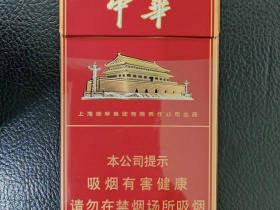 中華
上海烟草集团有限责任公司出品
本公司提示
吸烟有害健康
请勿在禁烟场所吸烟